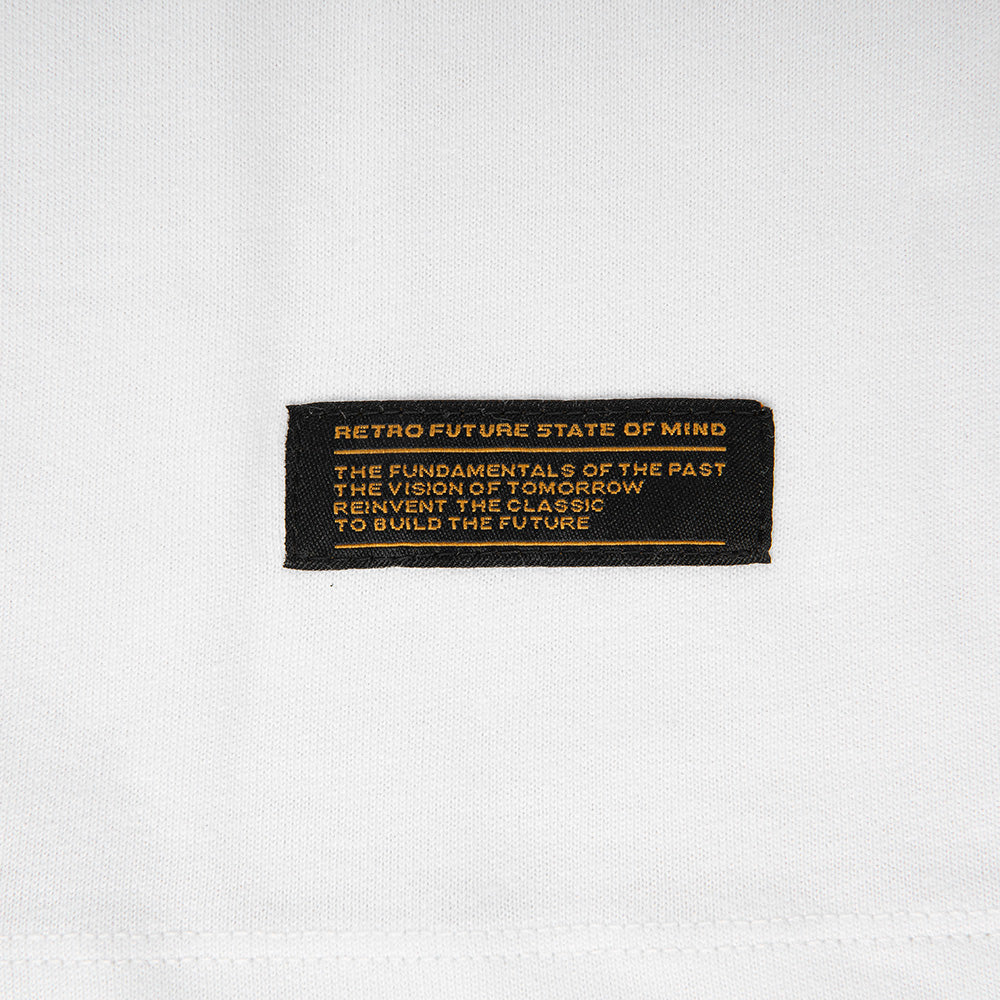 RETRO FUTURE STATE OF MIND
THE FUNDAMENTALS OF THE PAST
THE VISION OF TOMORROW
REINVENT THE CLASSIC
TO BUILD THE FUTURE